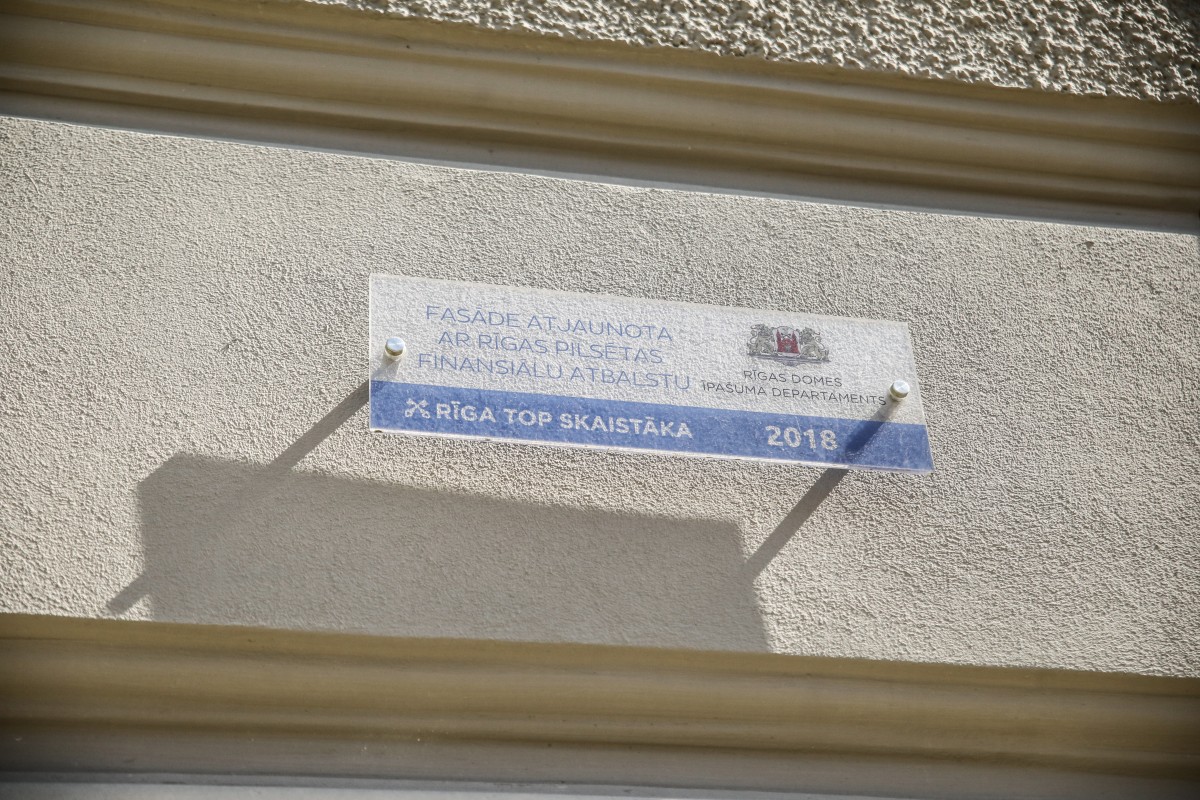 FASĀDE ATJAUNOTA
AR RĪGAS PILSĒTAS
FINANSIĀLU ATBALSTU
RĪGAS DOMES
ĪPAŠUMA DEPARTAMENTS
RĪGA TOP SKAISTĀKA
2018